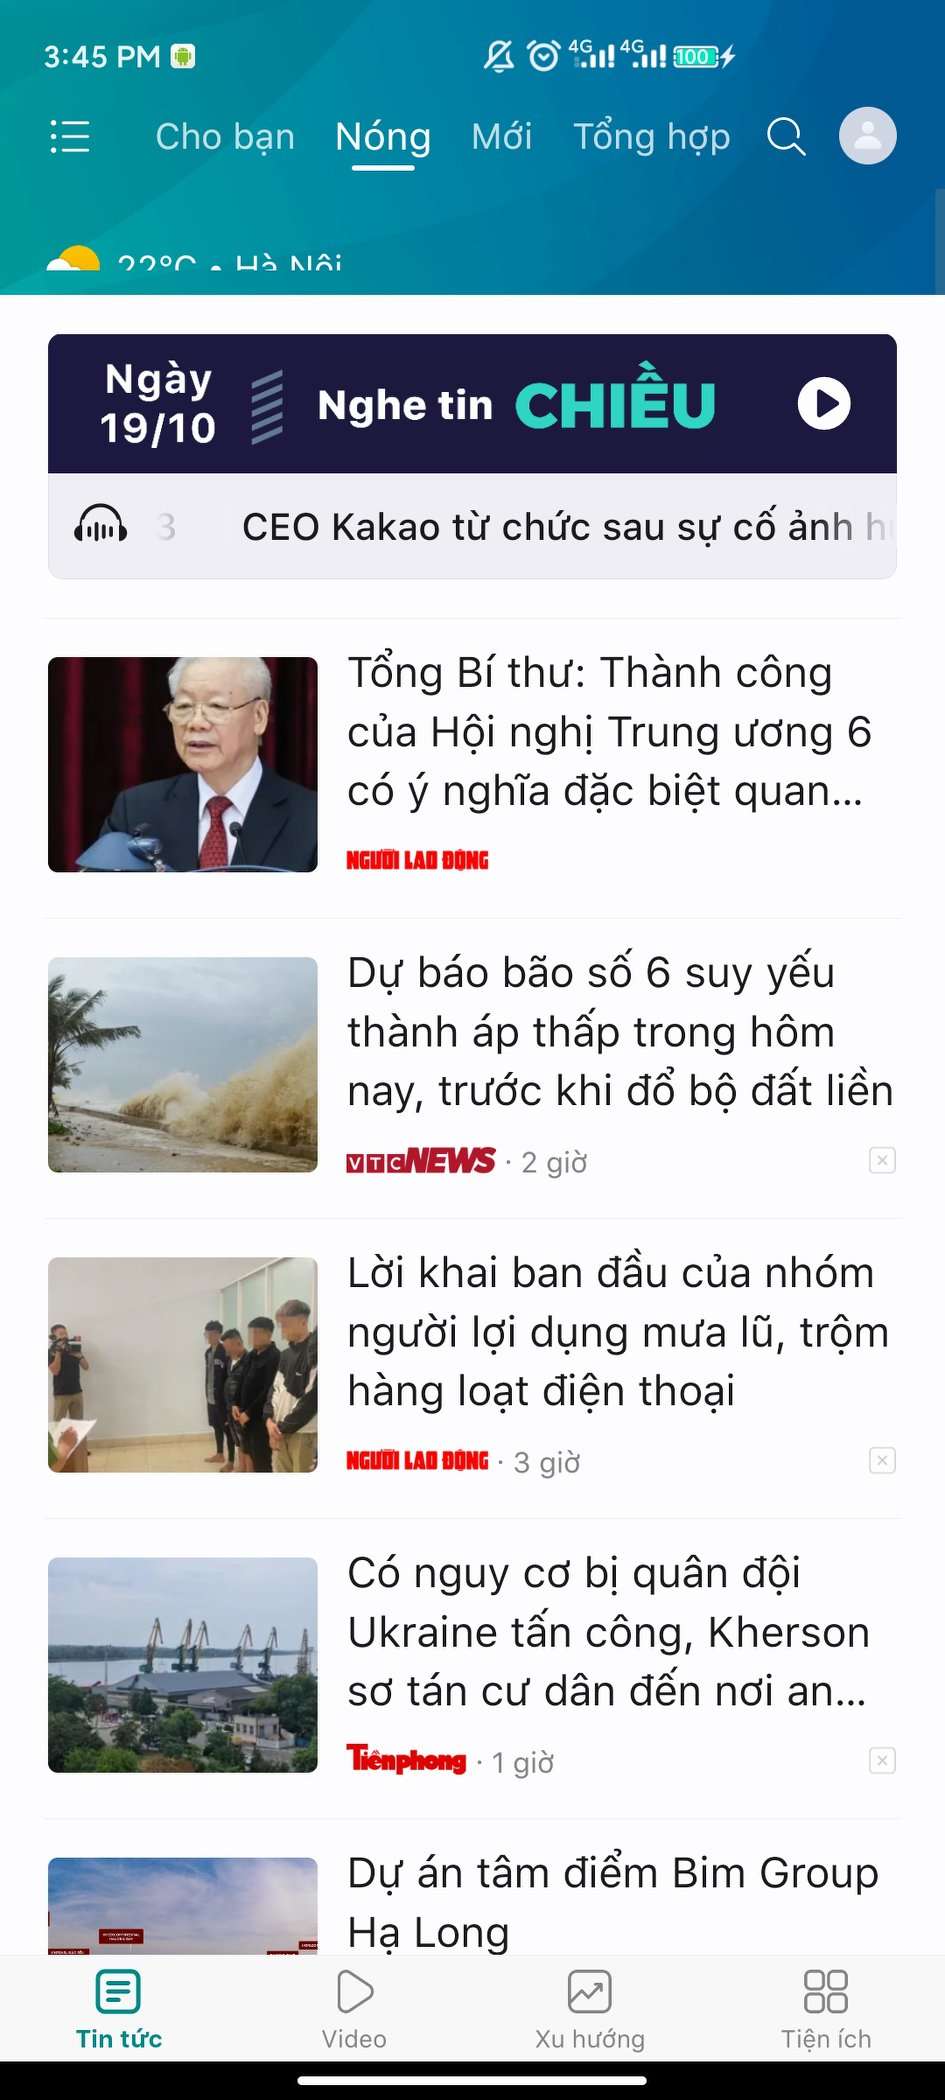 3:45 PM
4G 4G 100
Cho bạn Nóng Mới Tổng hợp
22°C • Hà Nội
Ngày
19/10
Nghe tin CHIỀU
3 CEO Kakao từ chức sau sự cố ảnh
Tổng Bí thư: Thành công
của Hội nghị Trung ương 6
có ý nghĩa đặc biệt quan...
NGƯỜI LAO ĐỘNG
Dự báo bão số 6 suy yếu
thành áp thấp trong hôm
nay, trước khi đổ bộ đất liền
VTC NEWS · 2 giờ
Lời khai ban đầu của nhóm
người lợi dụng mưa lũ, trộm
hàng loạt điện thoại
NGƯỜI LAO ĐỘNG · 3 giờ
Có nguy cơ bị quân đội
Ukraine tấn công, Kherson
sơ tán cư dân đến nơi an...
Tiênphong · 1 giờ
Dự án tâm điểm Bim Group
Hạ Long
Tin tức Video Xu hướng Tiện ích